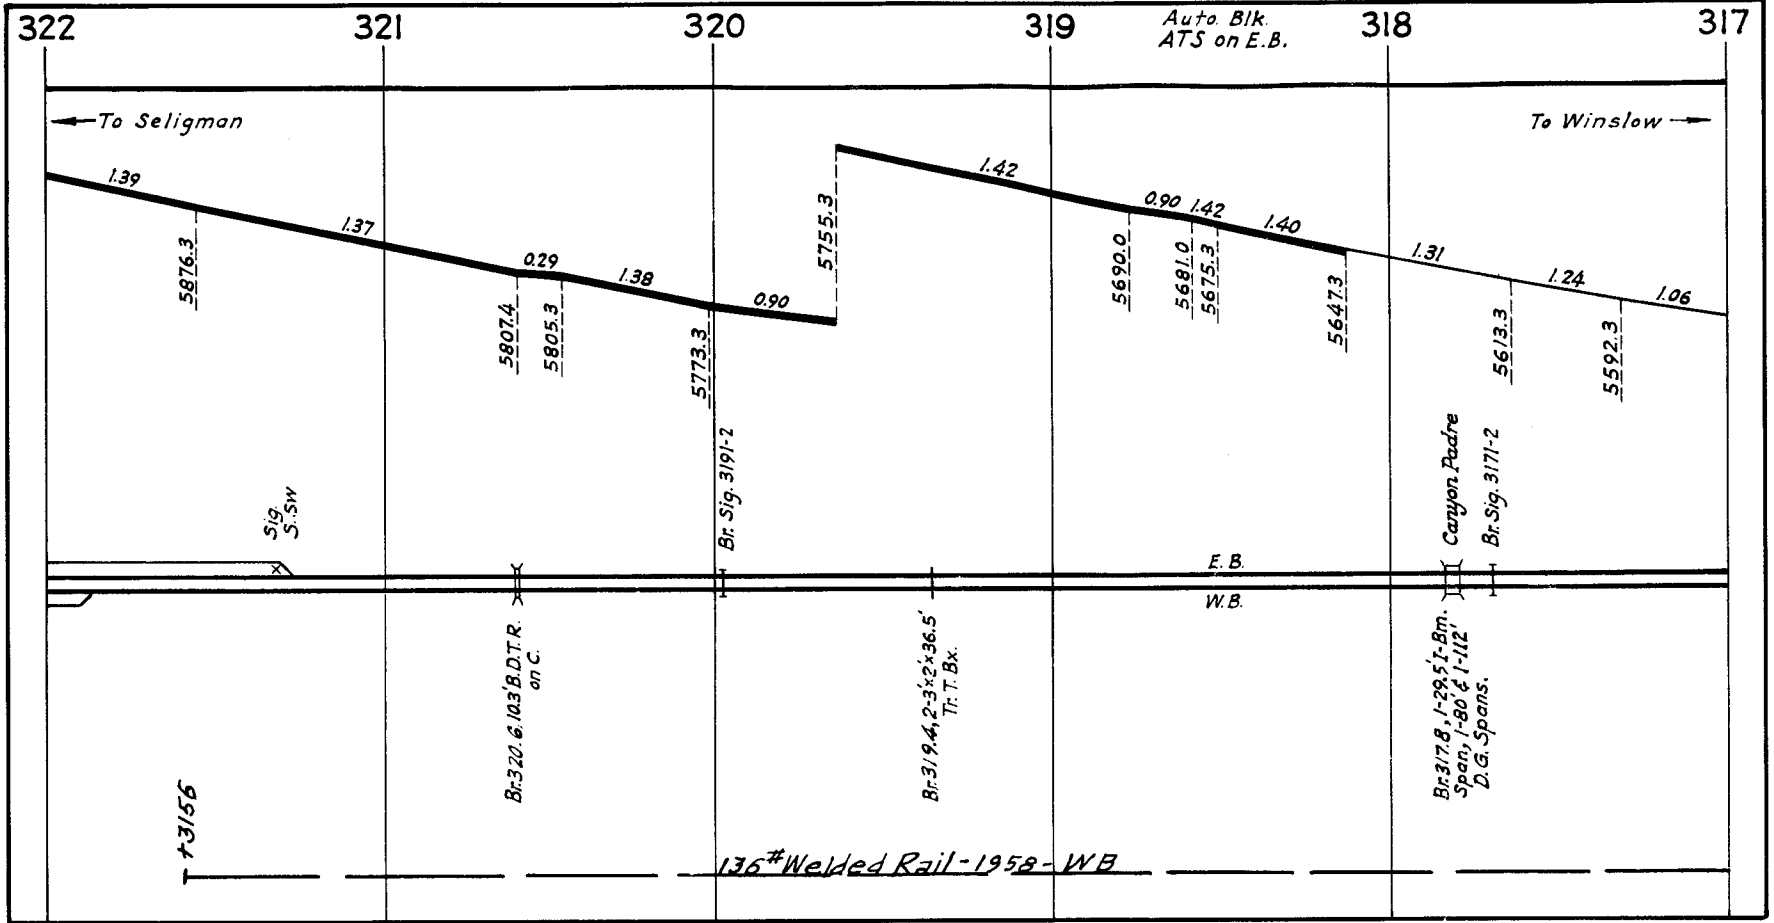 322
321
320
319
Auto. Blk.
ATS on E.B.
318
317
To Seligman
To Winslow
1.39
1.37
0.29
1.38
0.90
1.42
0.90
1.42
1.40
1.31
1.24
1.06
5876.3
5807.4
5805.3
5773.3
5755.3
5690.0
5681.0
5675.3
5647.3
5613.3
5592.3
Sig.
S. SW
Br. Sig. 3191-2
Canyon Padre
Br. Sig. 3171-2
E. B.
W. B.
Br. 320.6, 103' B.D.T.R.
on C.
Br. 319.4, 2-3'x2'x36.5'
Tr. T. Bx.
Br. 317.8, 1-29.5' I-Bm.
Span, 1-80' & 1-112'
D.G. Spans.
+3156
136# Welded Rail - 1958 - WB